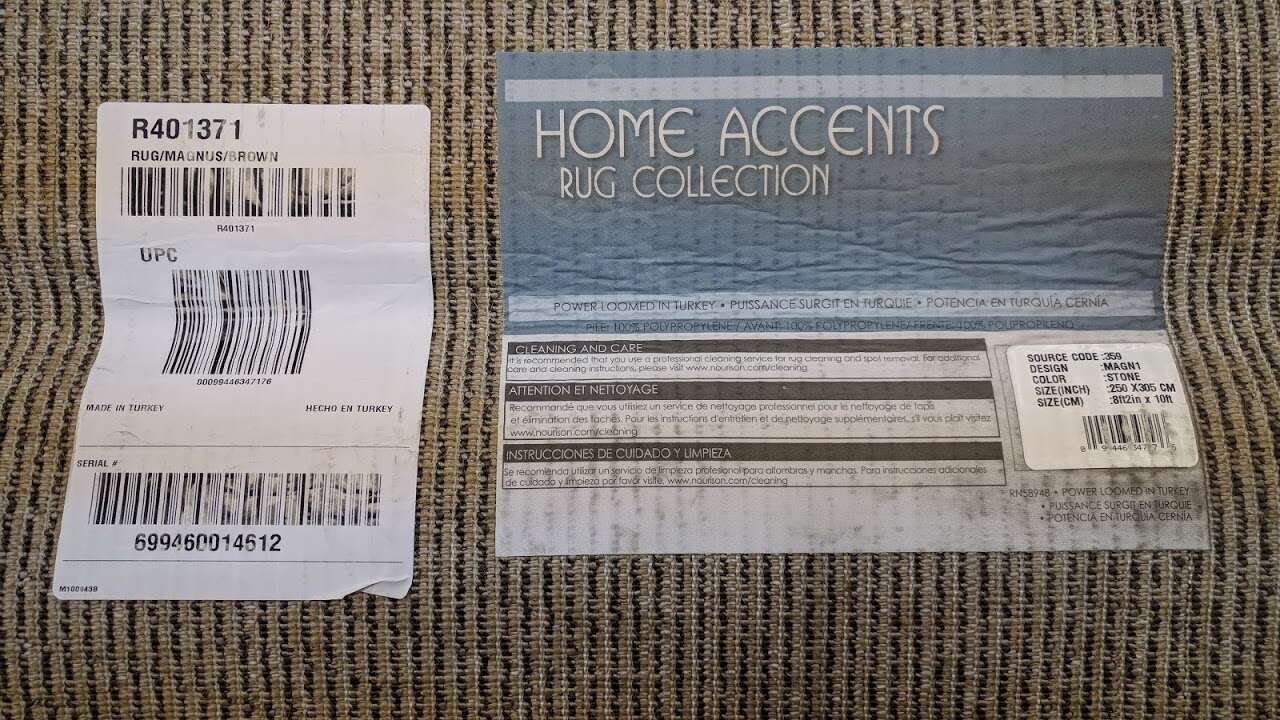 R401371
RUG/MAGNUS/BROWN
R401371
UPC
00099446347176
MADE IN TURKEY HECHO EN TURKEY
SERIAL #
699460014612
M1009439
HOME ACCENTS
RUG COLLECTION
POWER LOOMED IN TURKEY • PUISSANCE SURGIT EN TURQUIE • POTENCIA EN TURQUÍA CERNÍA
PILE: 100% POLYPROPYLENE / AVANT: 100% POLYPROPYLENE/ FRENTE: 100% POLIPROPILENO
CLEANING AND CARE
It is recommended that you use a professional cleaning service for rug cleaning and spot removal. For additional
care and cleaning instructions, please visit www.nourison.com/cleaning
ATTENTION ET NETTOYAGE
Recommandé que vous utilisiez un service de nettoyage professionnel pour le nettoyage de tapis
et élimination des taches. Pour les instructions d'entretien et de nettoyage supplémentaires, s'il vous plaît visitez
www.nourison.com/cleaning
INSTRUCCIONES DE CUIDADO Y LIMPIEZA
Se recomienda utilizar un servicio de limpieza profesional para alfombras y manchas. Para instrucciones adicionales
de cuidado y limpieza por favor visite, www.nourison.com/cleaning
SOURCE CODE :359
DESIGN :MAGN1
COLOR :STONE
SIZE(INCH) :250 X305 CM
SIZE(CM) :8ft2in x 10ft
RN58948 • POWER LOOMED IN TURKEY
• PUISSANCE SURGIT EN TURQUIE
• POTENCIA EN TURQUÍA CERNÍA